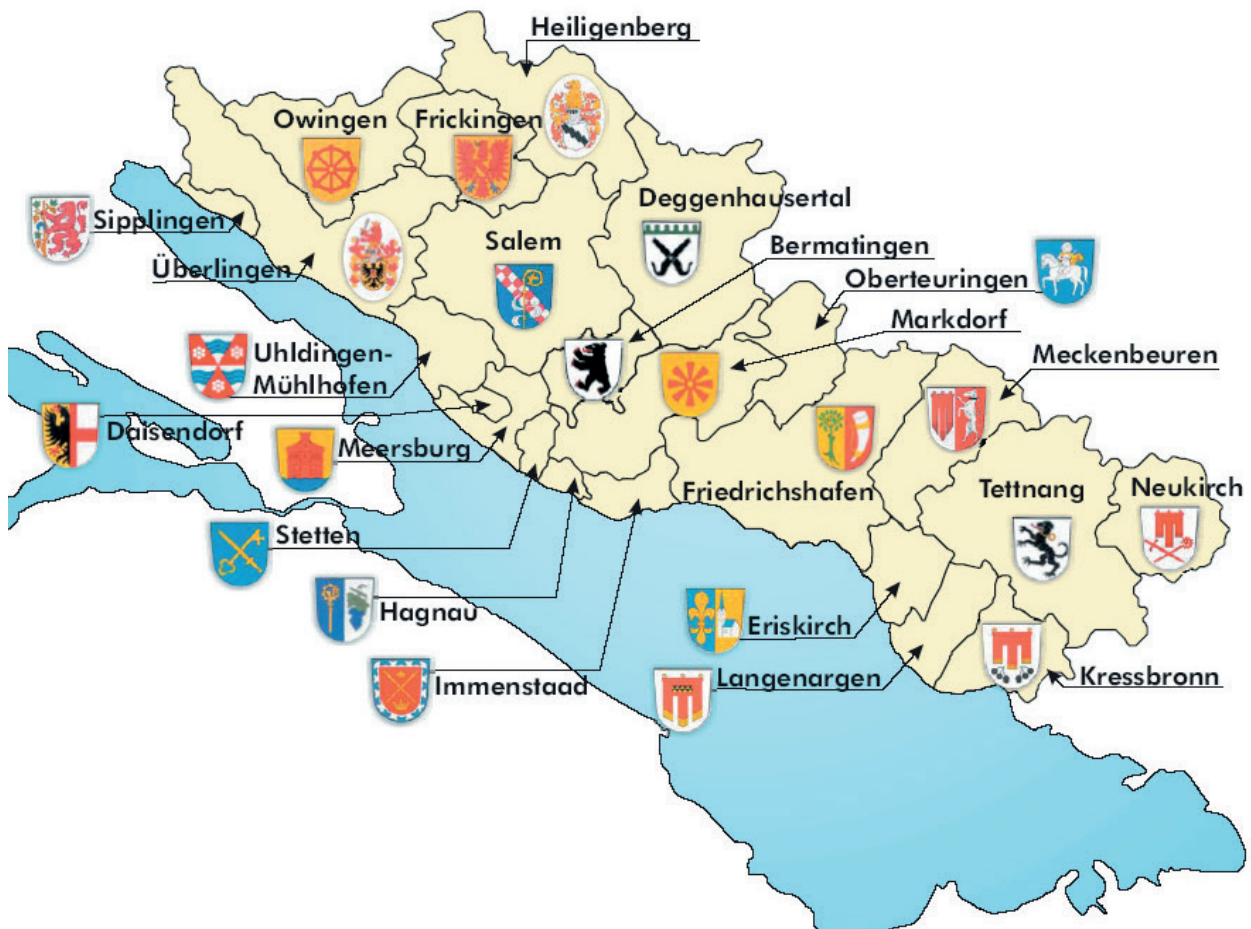 Heiligenberg
Owingen
Frickingen
Deggenhausertal
Sipplingen
Salem
Bermatingen
Überlingen
Oberteuringen
Markdorf
Uhldingen-
Mühlhofen
Meckenbeuren
Daisendorf
Meersburg
Friedrichshafen
Tettnang
Neukirch
Stetten
Hagnau
Eriskirch
Immenstaad
Langenargen
Kressbronn